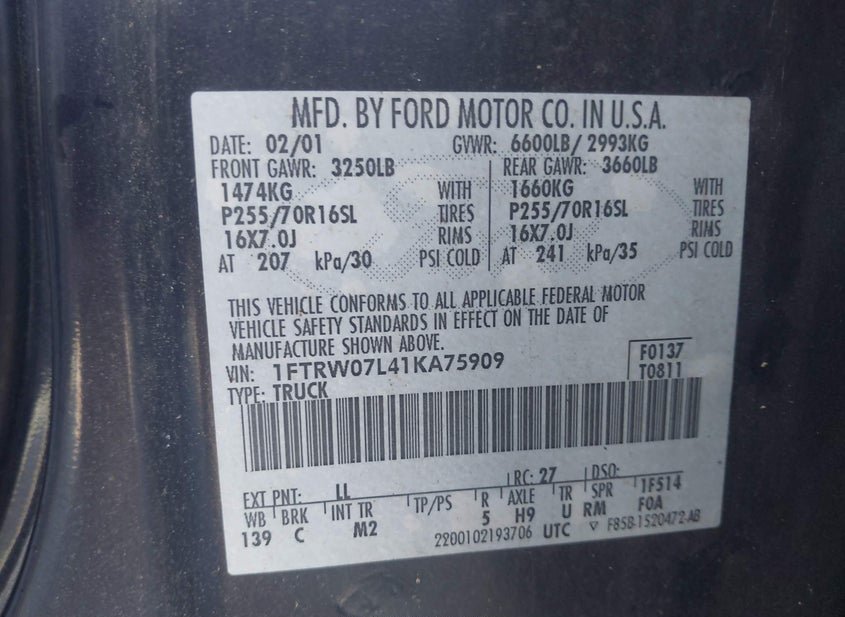 MFD. BY FORD MOTOR CO. IN U.S.A.
DATE: 02/01 GVWR: 6600LB/ 2993KG
FRONT GAWR: 3250LB REAR GAWR: 3660LB
1474KG WITH 1660KG WITH
P255/70R16SL TIRES P255/70R16SL TIRES
16X7.0J RIMS 16X7.0J RIMS
AT 207 kPa/30 PSI COLD AT 241 kPa/35 PSI COLD
THIS VEHICLE CONFORMS TO ALL APPLICABLE FEDERAL MOTOR
VEHICLE SAFETY STANDARDS IN EFFECT ON THE DATE OF
MANUFACTURE SHOWN ABOVE.
VIN: 1FTRW07L41KA75909 F0137
TYPE: TRUCK T0811
EXT PNT: LL RC: 27 DSO:
WB BRK INT TR TP/PS R AXLE TR SPR 1F514
139 C M2 5 H9 U RM F0A
2200102193706 UTC F85B-1520472-AB